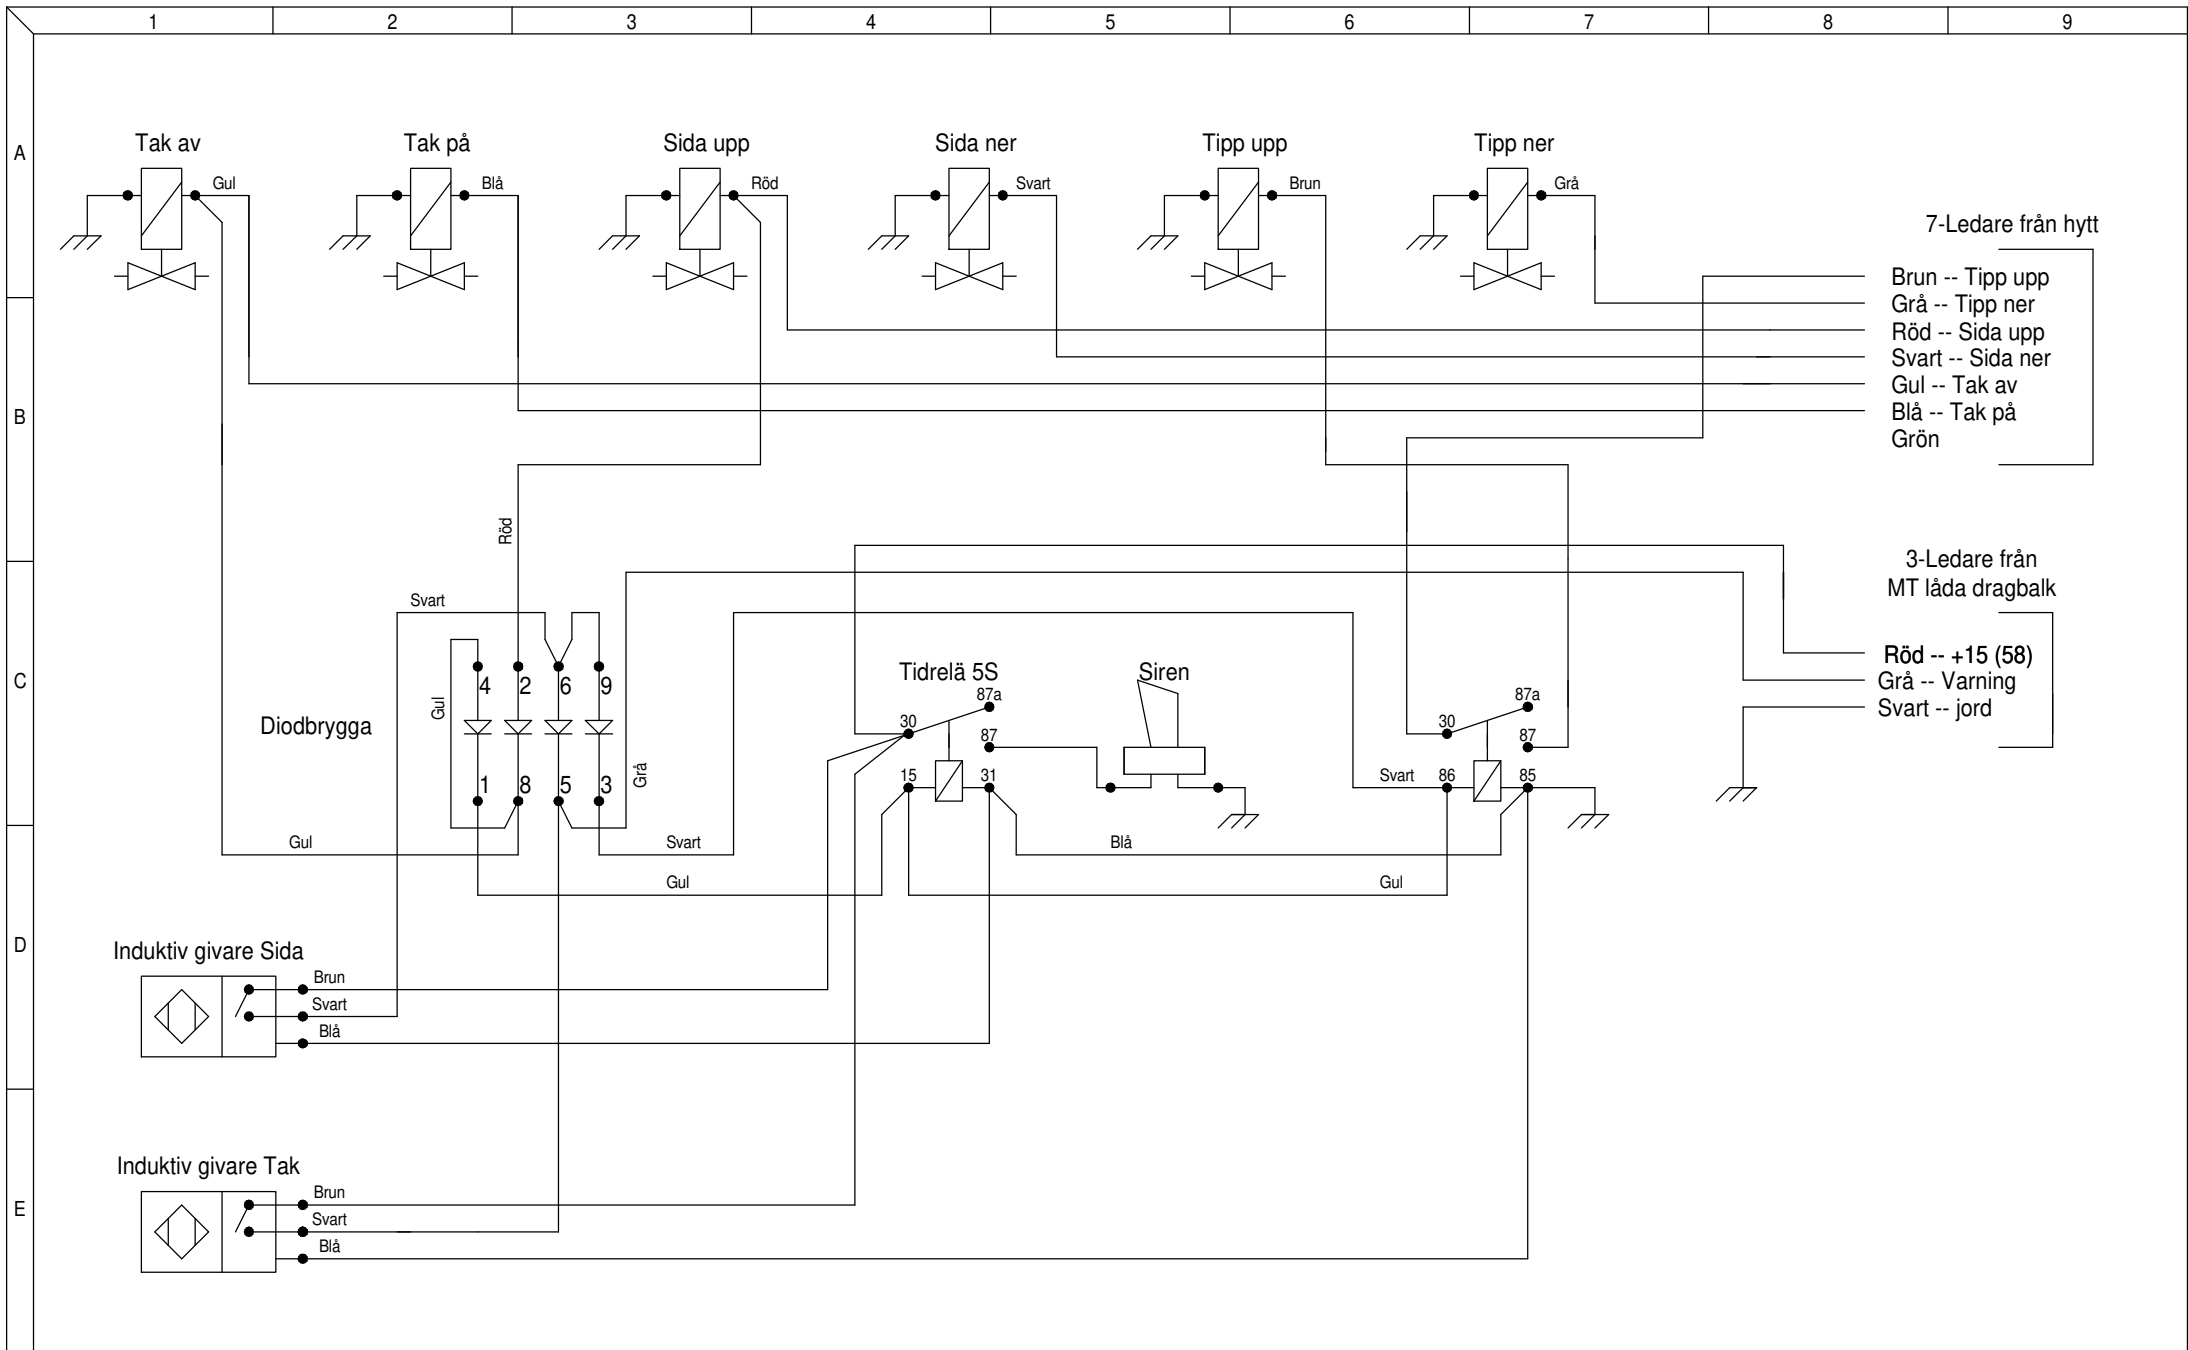 1 2 3 4 5 6 7 8 9
A
Tak av
Tak på
Sida upp
Sida ner
Tipp upp
Tipp ner
Gul
Blå
Röd
Svart
Brun
Grå
7-Ledare från hytt
Brun -- Tipp upp
Grå -- Tipp ner
Röd -- Sida upp
Svart -- Sida ner
Gul -- Tak av
Blå -- Tak på
Grön
B
Röd
3-Ledare från
MT låda dragbalk
Röd -- +15 (58)
Grå -- Varning
Svart -- jord
C
Svart
Diodbrygga
Gul
4 2 6 9
1 8 5 3
Grå
Tidrelä 5S
87a
30
87
15
31
Siren
87a
30
87
Svart
86
85
Gul
Svart
Blå
Gul
Gul
D
Induktiv givare Sida
Brun
Svart
Blå
E
Induktiv givare Tak
Brun
Svart
Blå